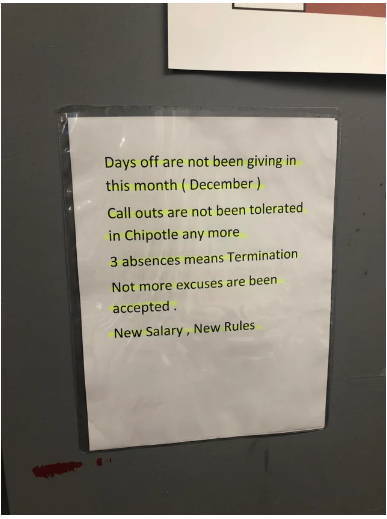 Days off are not been giving in
this month ( December )
Call outs are not been tolerated
in Chipotle any more
3 absences means Termination
Not more excuses are been
accepted .
New Salary , New Rules